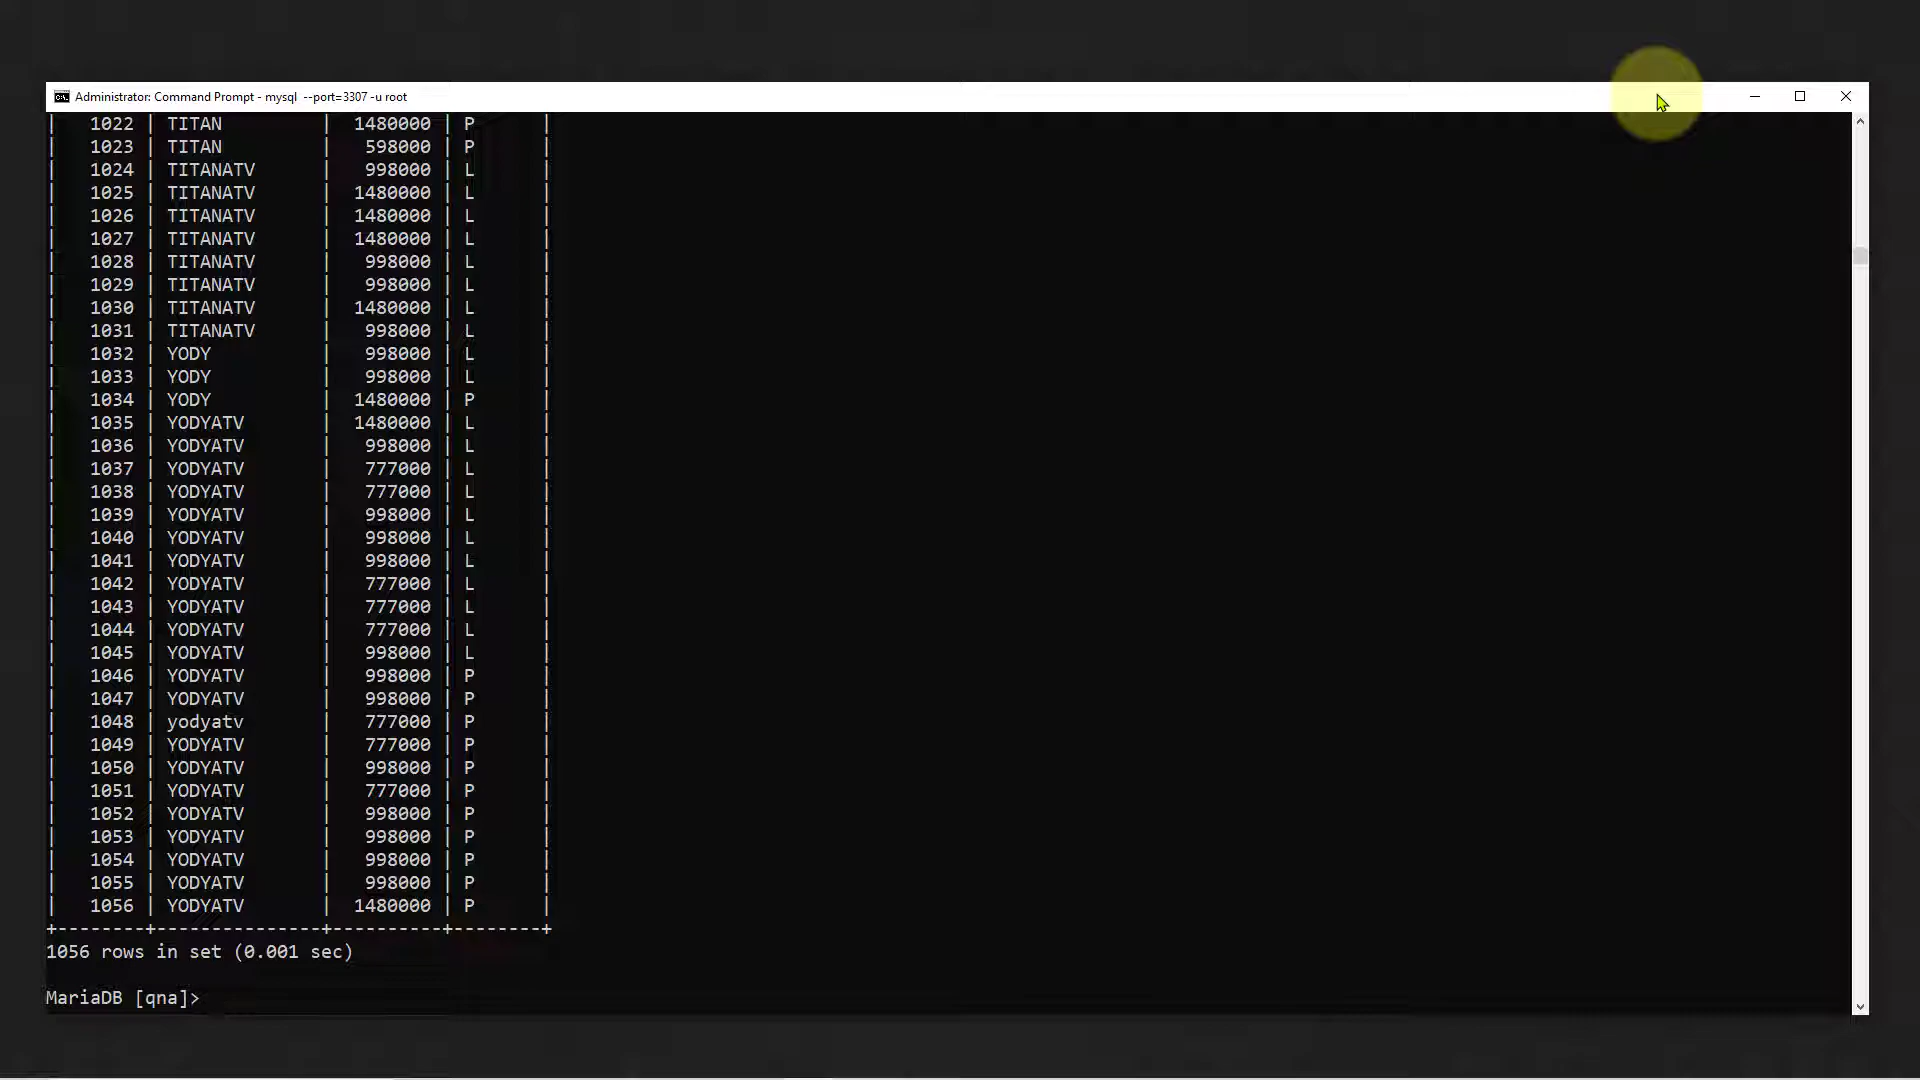 Administrator: Command Prompt - mysql  --port=3307 -u root
|   1022 | TITAN         |  1480000 | P      |
|   1023 | TITAN         |   598000 | P      |
|   1024 | TITANATV      |   998000 | L      |
|   1025 | TITANATV      |  1480000 | L      |
|   1026 | TITANATV      |  1480000 | L      |
|   1027 | TITANATV      |  1480000 | L      |
|   1028 | TITANATV      |   998000 | L      |
|   1029 | TITANATV      |   998000 | L      |
|   1030 | TITANATV      |  1480000 | L      |
|   1031 | TITANATV      |   998000 | L      |
|   1032 | YODY          |   998000 | L      |
|   1033 | YODY          |   998000 | L      |
|   1034 | YODY          |  1480000 | P      |
|   1035 | YODYATV       |  1480000 | L      |
|   1036 | YODYATV       |   998000 | L      |
|   1037 | YODYATV       |   777000 | L      |
|   1038 | YODYATV       |   777000 | L      |
|   1039 | YODYATV       |   998000 | L      |
|   1040 | YODYATV       |   998000 | L      |
|   1041 | YODYATV       |   998000 | L      |
|   1042 | YODYATV       |   777000 | L      |
|   1043 | YODYATV       |   777000 | L      |
|   1044 | YODYATV       |   777000 | L      |
|   1045 | YODYATV       |   998000 | L      |
|   1046 | YODYATV       |   998000 | P      |
|   1047 | YODYATV       |   998000 | P      |
|   1048 | yodyatv       |   777000 | P      |
|   1049 | YODYATV       |   777000 | P      |
|   1050 | YODYATV       |   998000 | P      |
|   1051 | YODYATV       |   777000 | P      |
|   1052 | YODYATV       |   998000 | P      |
|   1053 | YODYATV       |   998000 | P      |
|   1054 | YODYATV       |   998000 | P      |
|   1055 | YODYATV       |   998000 | P      |
|   1056 | YODYATV       |  1480000 | P      |
+--------+---------------+----------+--------+
1056 rows in set (0.001 sec)
MariaDB [qna]>